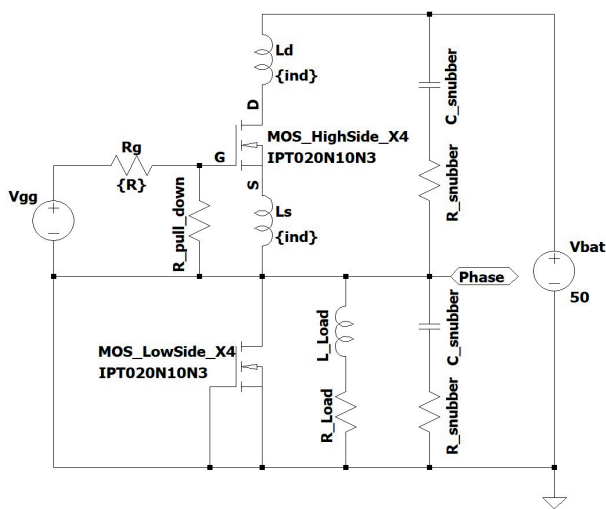 Ld
{ind}
C_snubber
D
MOS_HighSide_X4
IPT020N10N3
Rg
{R}
G
S
R_snubber
Vgg
R_pull_down
Ls
{ind}
Vbat
50
Phase
MOS_LowSide_X4
IPT020N10N3
L_Load
C_snubber
R_Load
R_snubber